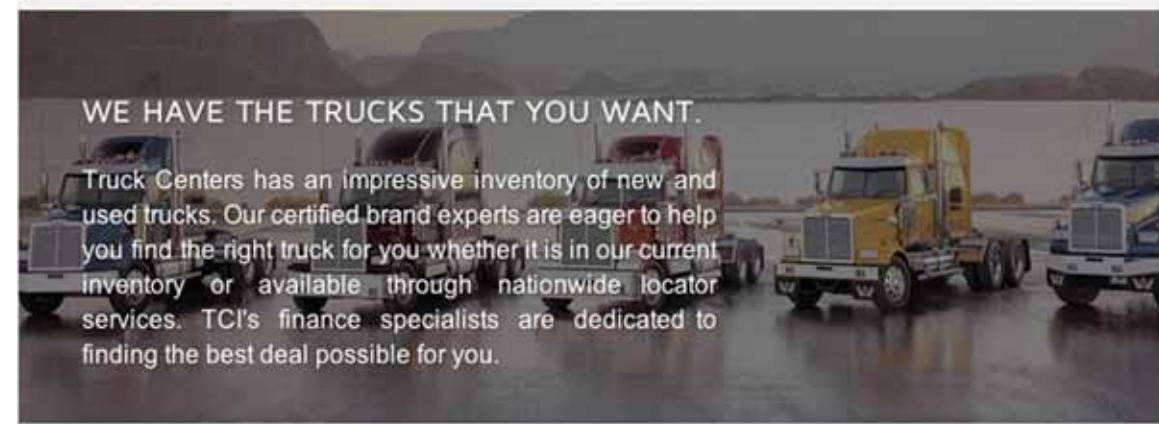 WE HAVE THE TRUCKS THAT YOU WANT.
Truck Centers has an impressive inventory of new and
used trucks. Our certified brand experts are eager to help
you find the right truck for you whether it is in our current
inventory or available through nationwide locator
services. TCI's finance specialists are dedicated to
finding the best deal possible for you.